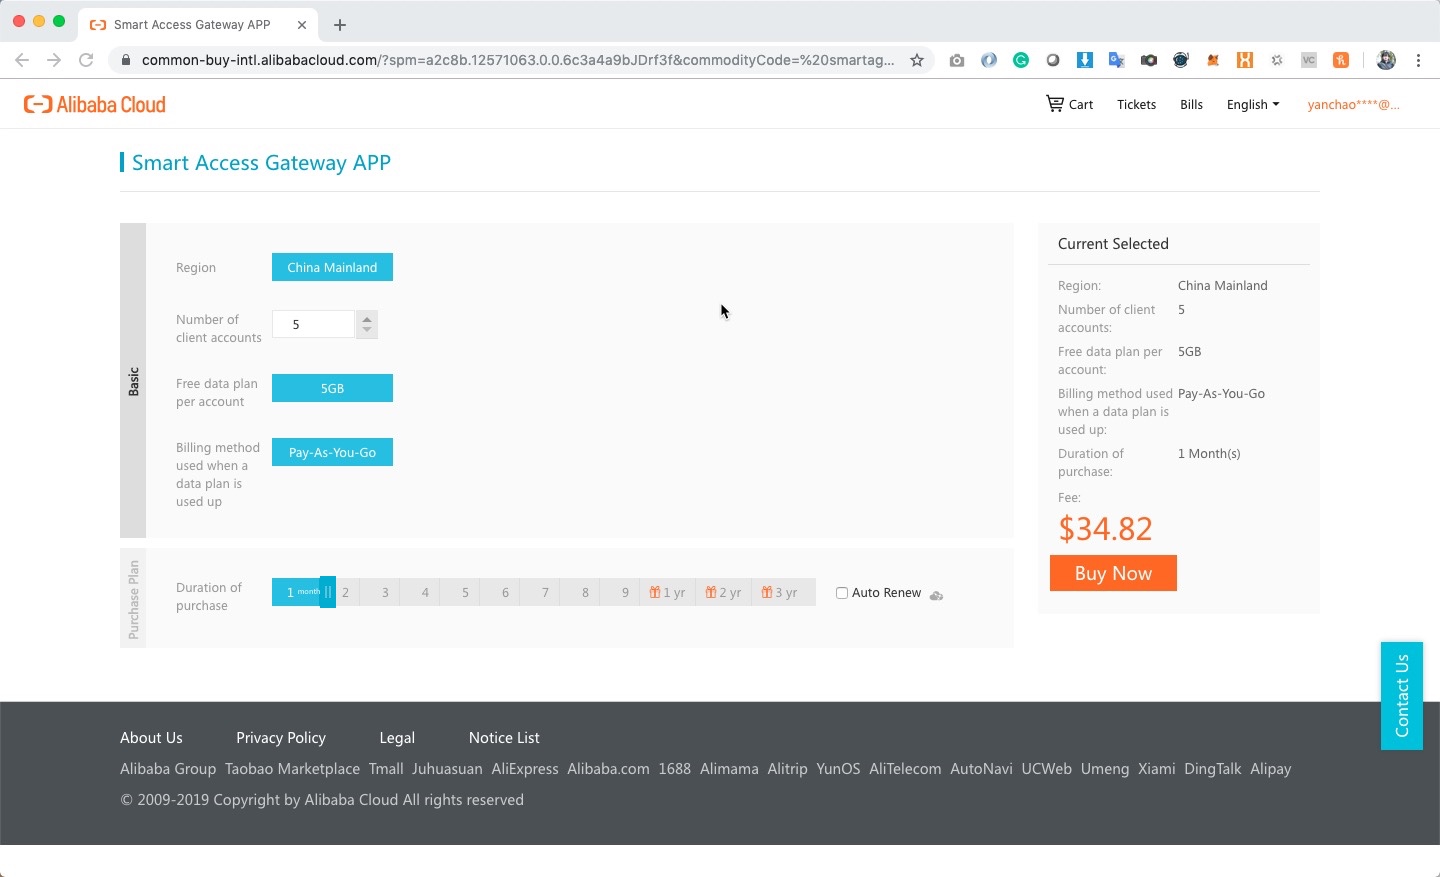 Smart Access Gateway APP
common-buy-intl.alibabacloud.com/?spm=a2c8b.12571063.0.0.6c3a4a9bJDrf3f&commodityCode=%20smartag...
VC
Alibaba Cloud
Cart Tickets Bills English yanchao****@...
Smart Access Gateway APP
Basic
Region
China Mainland
Number of
client accounts
5
Free data plan
per account
5GB
Billing method
used when a
data plan is
used up
Pay-As-You-Go
Purchase Plan
Duration of
purchase
1 month 2 3 4 5 6 7 8 9 1 yr 2 yr 3 yr
Auto Renew
Current Selected
Region: China Mainland
Number of client 5
accounts:
Free data plan per 5GB
account:
Billing method used Pay-As-You-Go
when a data plan is
used up:
Duration of 1 Month(s)
purchase:
Fee:
$34.82
Buy Now
Contact Us
About Us Privacy Policy Legal Notice List
Alibaba Group Taobao Marketplace Tmall Juhuasuan AliExpress Alibaba.com 1688 Alimama Alitrip YunOS AliTelecom AutoNavi UCWeb Umeng Xiami DingTalk Alipay
© 2009-2019 Copyright by Alibaba Cloud All rights reserved